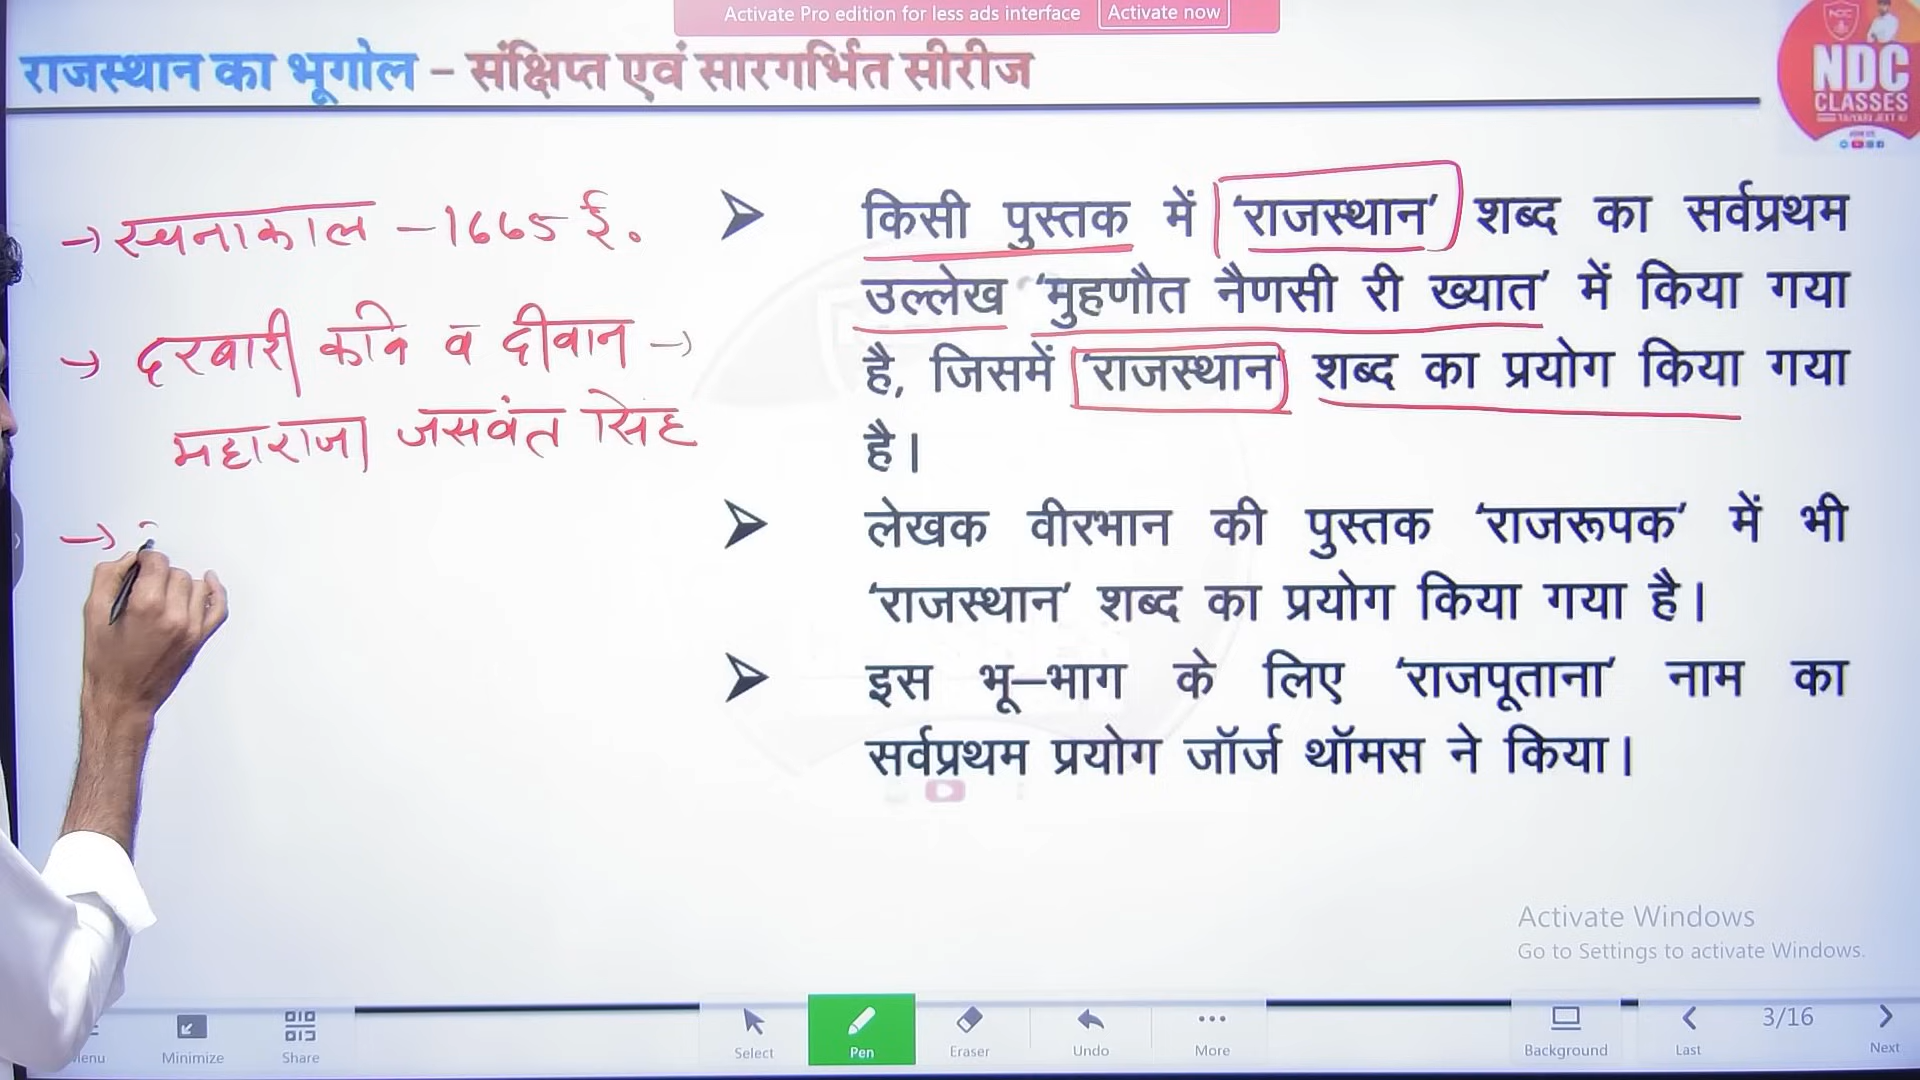 Activate Pro edition for less ads interface Activate now
राजस्थान का भूगोल – संक्षिप्त एवं सारगर्भित सीरीज
NDC
CLASSES
→ रचनाकाल – 1665 ई.
→ दरबारी कवि व दीवान →
महाराजा जसवंत सिंह
→
➤ किसी पुस्तक में 'राजस्थान' शब्द का सर्वप्रथम
उल्लेख 'मुहणौत नैणसी री ख्यात' में किया गया
है, जिसमें 'राजस्थान' शब्द का प्रयोग किया गया
है।
➤ लेखक वीरभान की पुस्तक 'राजरूपक' में भी
'राजस्थान' शब्द का प्रयोग किया गया है।
➤ इस भू–भाग के लिए 'राजपूताना' नाम का
सर्वप्रथम प्रयोग जॉर्ज थॉमस ने किया।
Activate Windows
Go to Settings to activate Windows.
enu Minimize Share Select Pen Eraser Undo More Background Last 3/16 Next